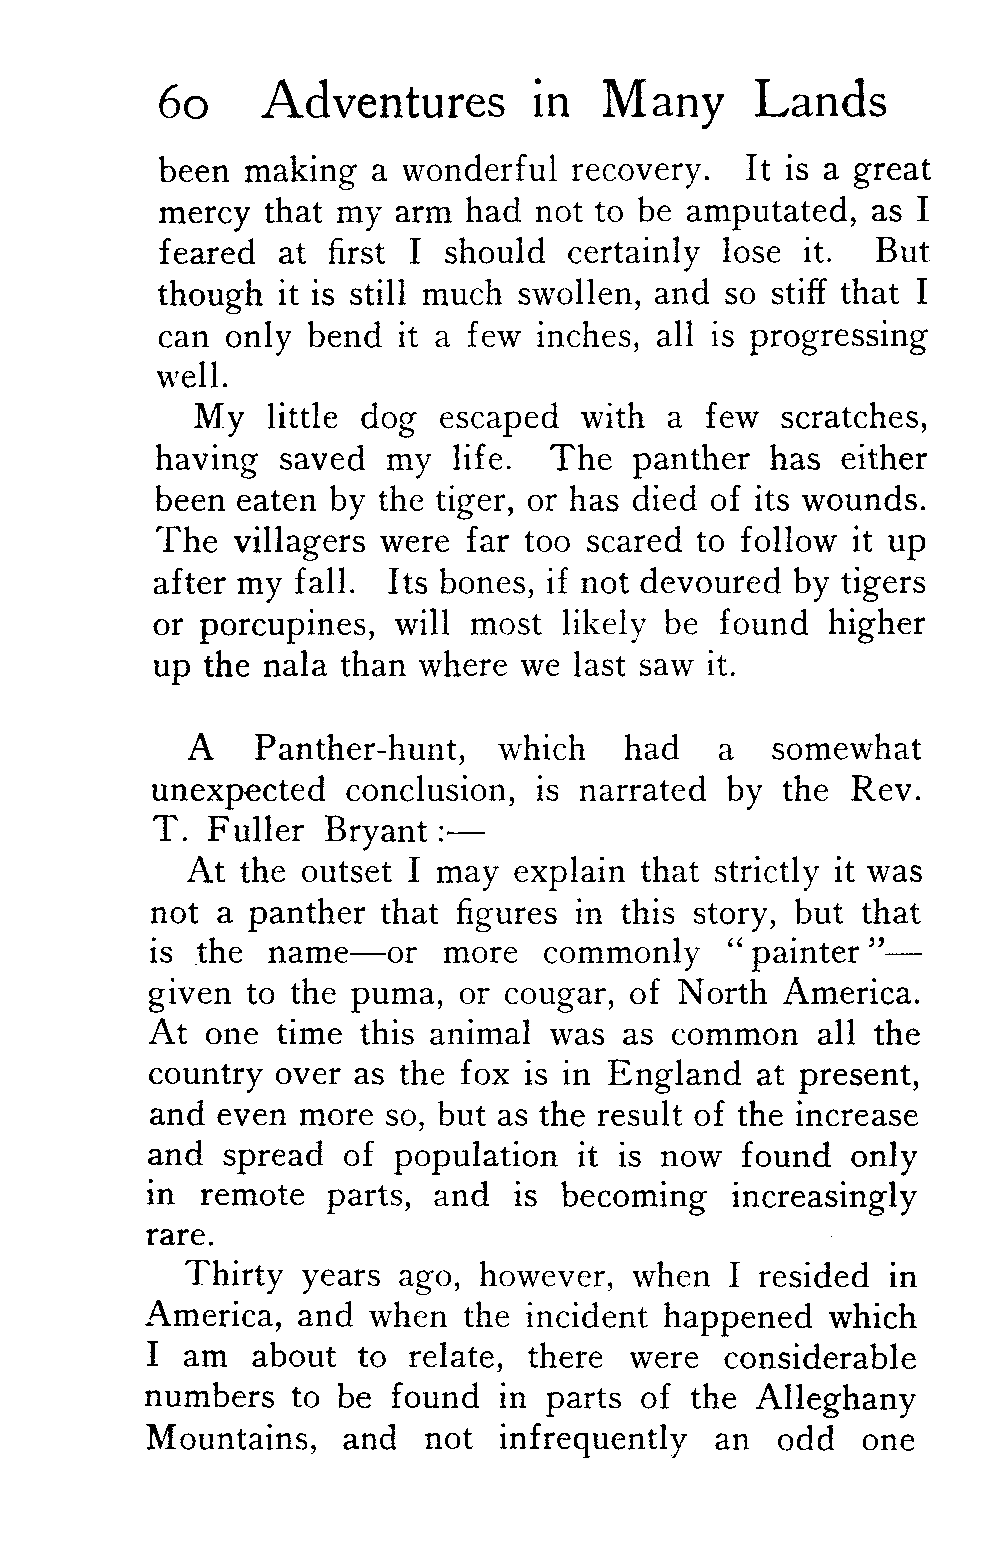 60 Adventures in Many Lands
been making a wonderful recovery. It is a great
mercy that my arm had not to be amputated, as I
feared at first I should certainly lose it. But
though it is still much swollen, and so stiff that I
can only bend it a few inches, all is progressing
well.
My little dog escaped with a few scratches,
having saved my life. The panther has either
been eaten by the tiger, or has died of its wounds.
The villagers were far too scared to follow it up
after my fall. Its bones, if not devoured by tigers
or porcupines, will most likely be found higher
up the nala than where we last saw it.
A Panther-hunt, which had a somewhat
unexpected conclusion, is narrated by the Rev.
T. Fuller Bryant :—
At the outset I may explain that strictly it was
not a panther that figures in this story, but that
is the name—or more commonly “painter”—
given to the puma, or cougar, of North America.
At one time this animal was as common all the
country over as the fox is in England at present,
and even more so, but as the result of the increase
and spread of population it is now found only
in remote parts, and is becoming increasingly
rare.
Thirty years ago, however, when I resided in
America, and when the incident happened which
I am about to relate, there were considerable
numbers to be found in parts of the Alleghany
Mountains, and not infrequently an odd one